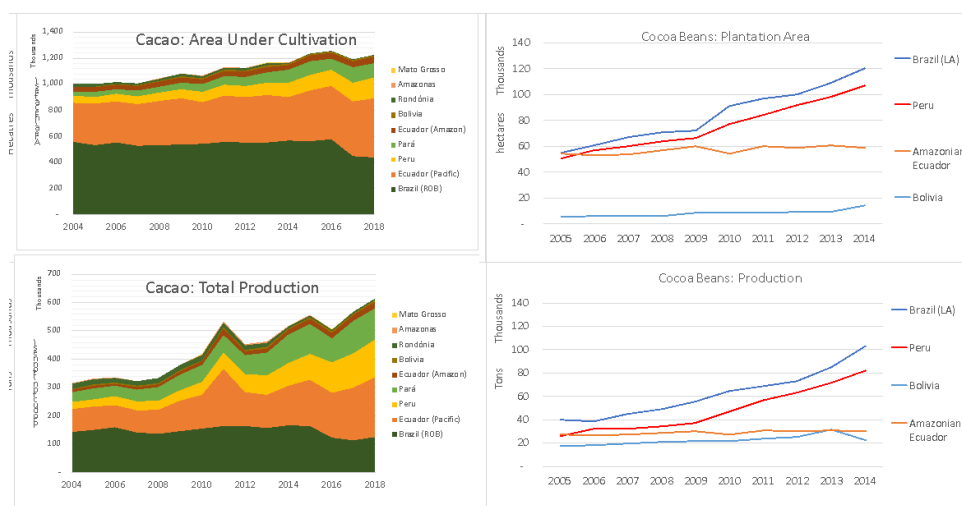 Cacao: Area Under Cultivation
Thousands
Hectares Thousands
1,400
1,200
1,000
800
600
400
200
-
2004 2006 2008 2010 2012 2014 2016 2018
Mato Grosso
Amazonas
Rondónia
Bolivia
Ecuador (Amazon)
Pará
Peru
Ecuador (Pacific)
Brazil (ROB)
Cocoa Beans: Plantation Area
Thousands
hectares
140
120
100
80
60
40
20
-
2005 2006 2007 2008 2009 2010 2011 2012 2013 2014
Brazil (LA)
Peru
Amazonian
Ecuador
Bolivia
Cacao: Total Production
Thousands
Tons
700
600
500
400
300
200
100
-
2004 2006 2008 2010 2012 2014 2016 2018
Mato Grosso
Amazonas
Rondónia
Bolivia
Ecuador (Amazon)
Pará
Peru
Ecuador (Pacific)
Brazil (ROB)
Cocoa Beans: Production
Thousands
Tons
140
120
100
80
60
40
20
-
2005 2006 2007 2008 2009 2010 2011 2012 2013 2014
Brazil (LA)
Peru
Bolivia
Amazonian
Ecuador